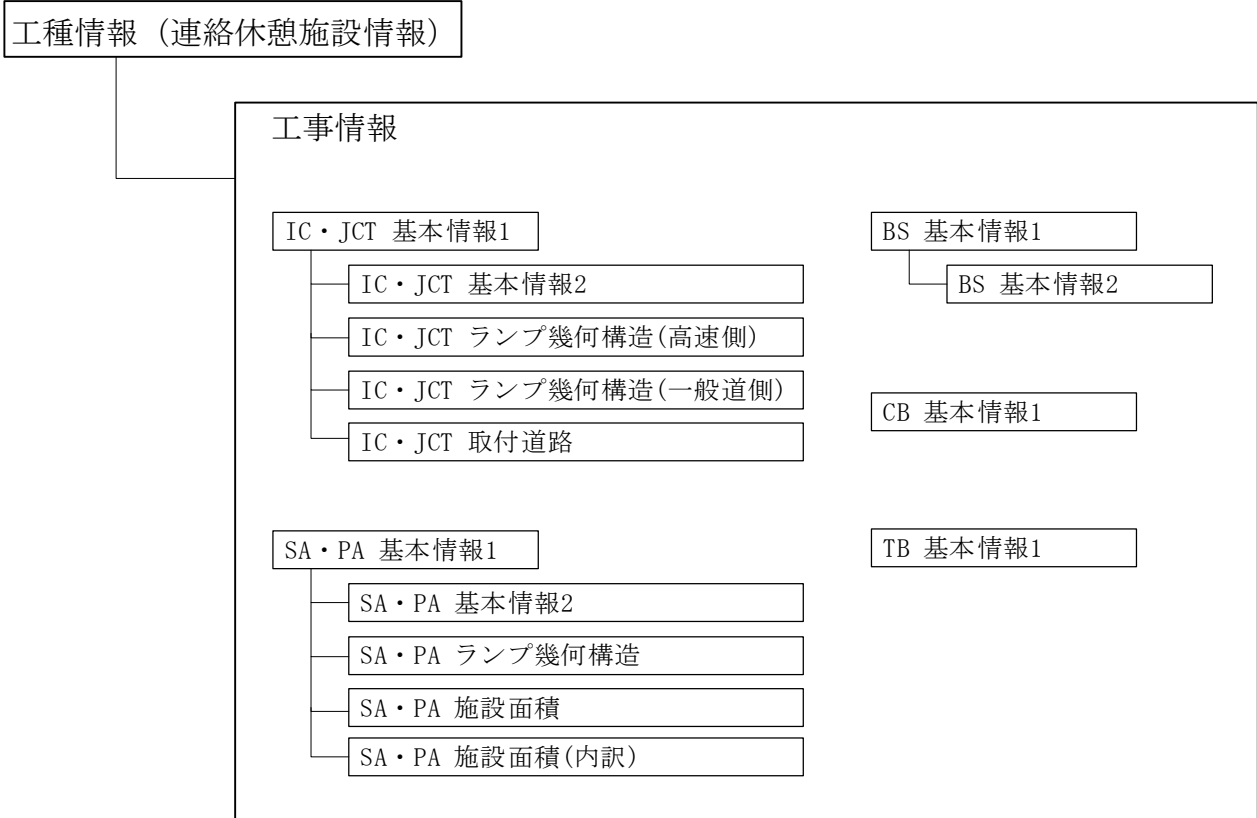 工種情報（連絡休憩施設情報）
工事情報
IC・JCT 基本情報1
IC・JCT 基本情報2
IC・JCT ランプ幾何構造(高速側)
IC・JCT ランプ幾何構造(一般道側)
IC・JCT 取付道路
SA・PA 基本情報1
SA・PA 基本情報2
SA・PA ランプ幾何構造
SA・PA 施設面積
SA・PA 施設面積(内訳)
BS 基本情報1
BS 基本情報2
CB 基本情報1
TB 基本情報1